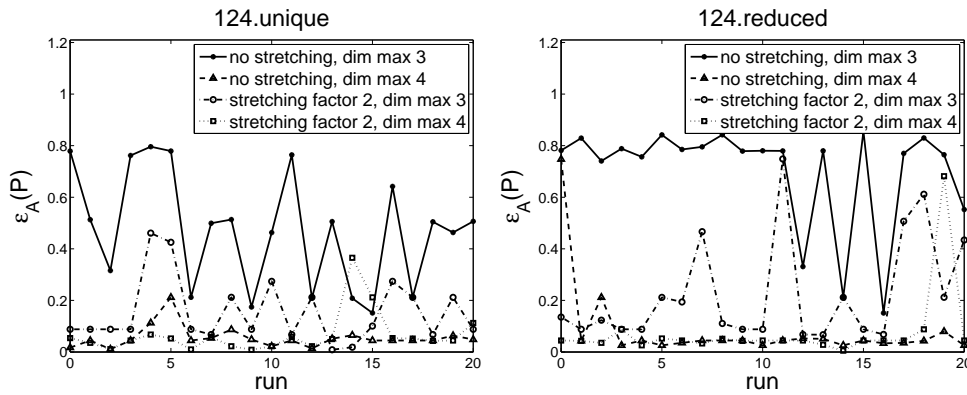 124.unique
1.2
1
0.8
0.6
0.4
0.2
0
ε_A(P)
no stretching, dim max 3
no stretching, dim max 4
stretching factor 2, dim max 3
stretching factor 2, dim max 4
0 5 10 15 20
run
124.reduced
1.2
1
0.8
0.6
0.4
0.2
0
ε_A(P)
no stretching, dim max 3
no stretching, dim max 4
stretching factor 2, dim max 3
stretching factor 2, dim max 4
0 5 10 15 20
run